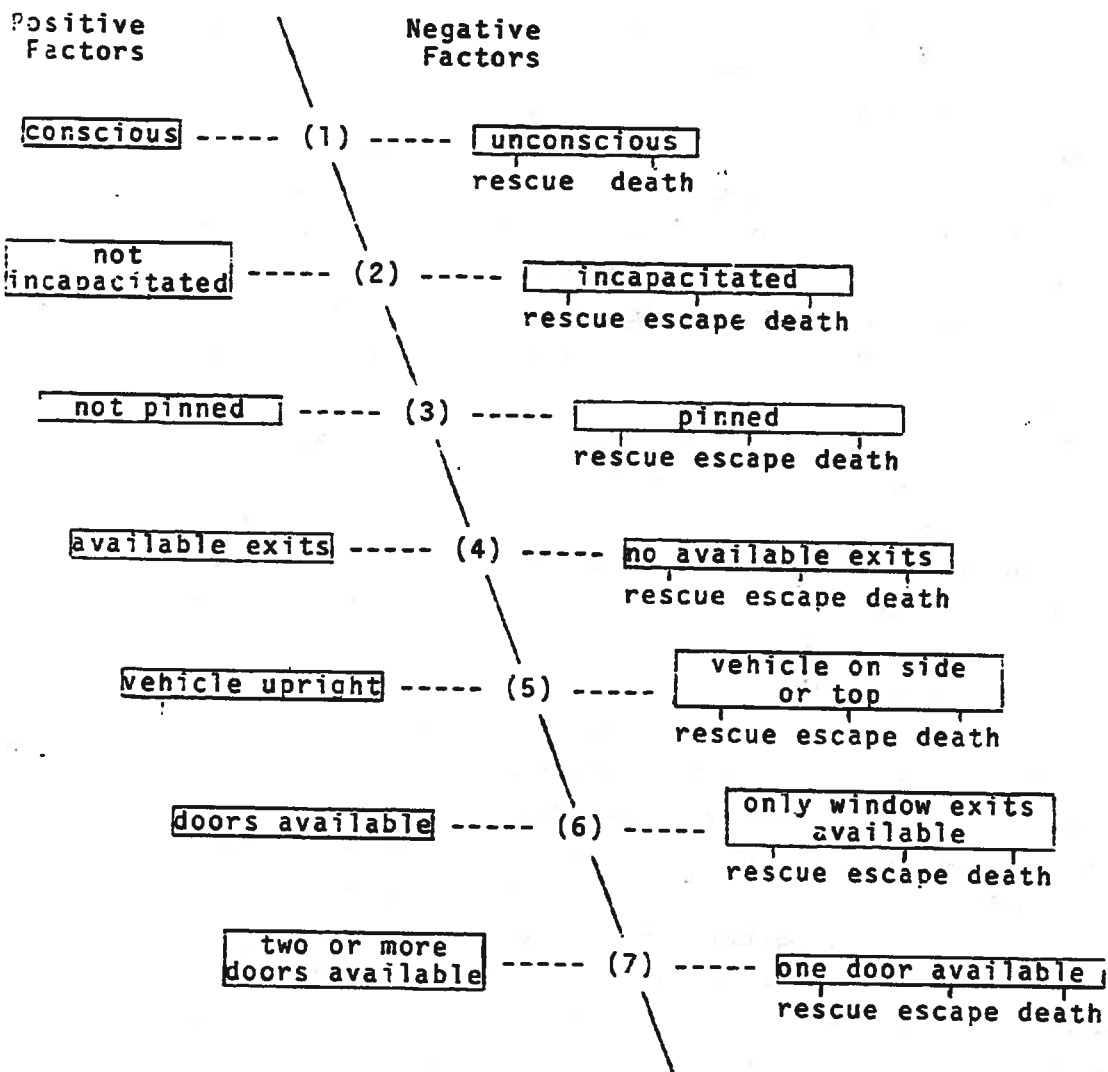 Positive
Factors
Negative
Factors
conscious ----- (1) ----- unconscious
rescue death
not
incapacitated ----- (2) ----- incapacitated
rescue escape death
not pinned ----- (3) ----- pinned
rescue escape death
available exits ----- (4) ----- no available exits
rescue escape death
vehicle upright ----- (5) ----- vehicle on side
or top
rescue escape death
doors available ----- (6) ----- only window exits
available
rescue escape death
two or more
doors available ----- (7) ----- one door available
rescue escape death